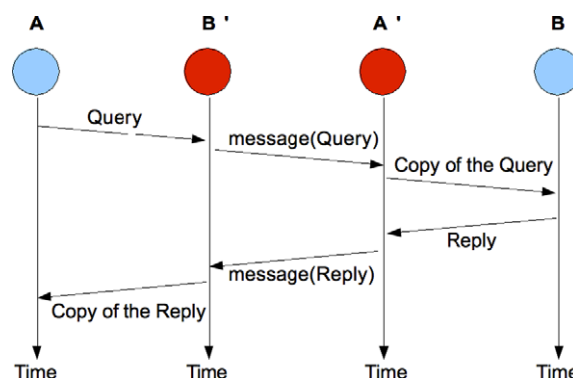 A
B '
A '
B
Query
message(Query)
Copy of the Query
Reply
message(Reply)
Copy of the Reply
Time
Time
Time
Time